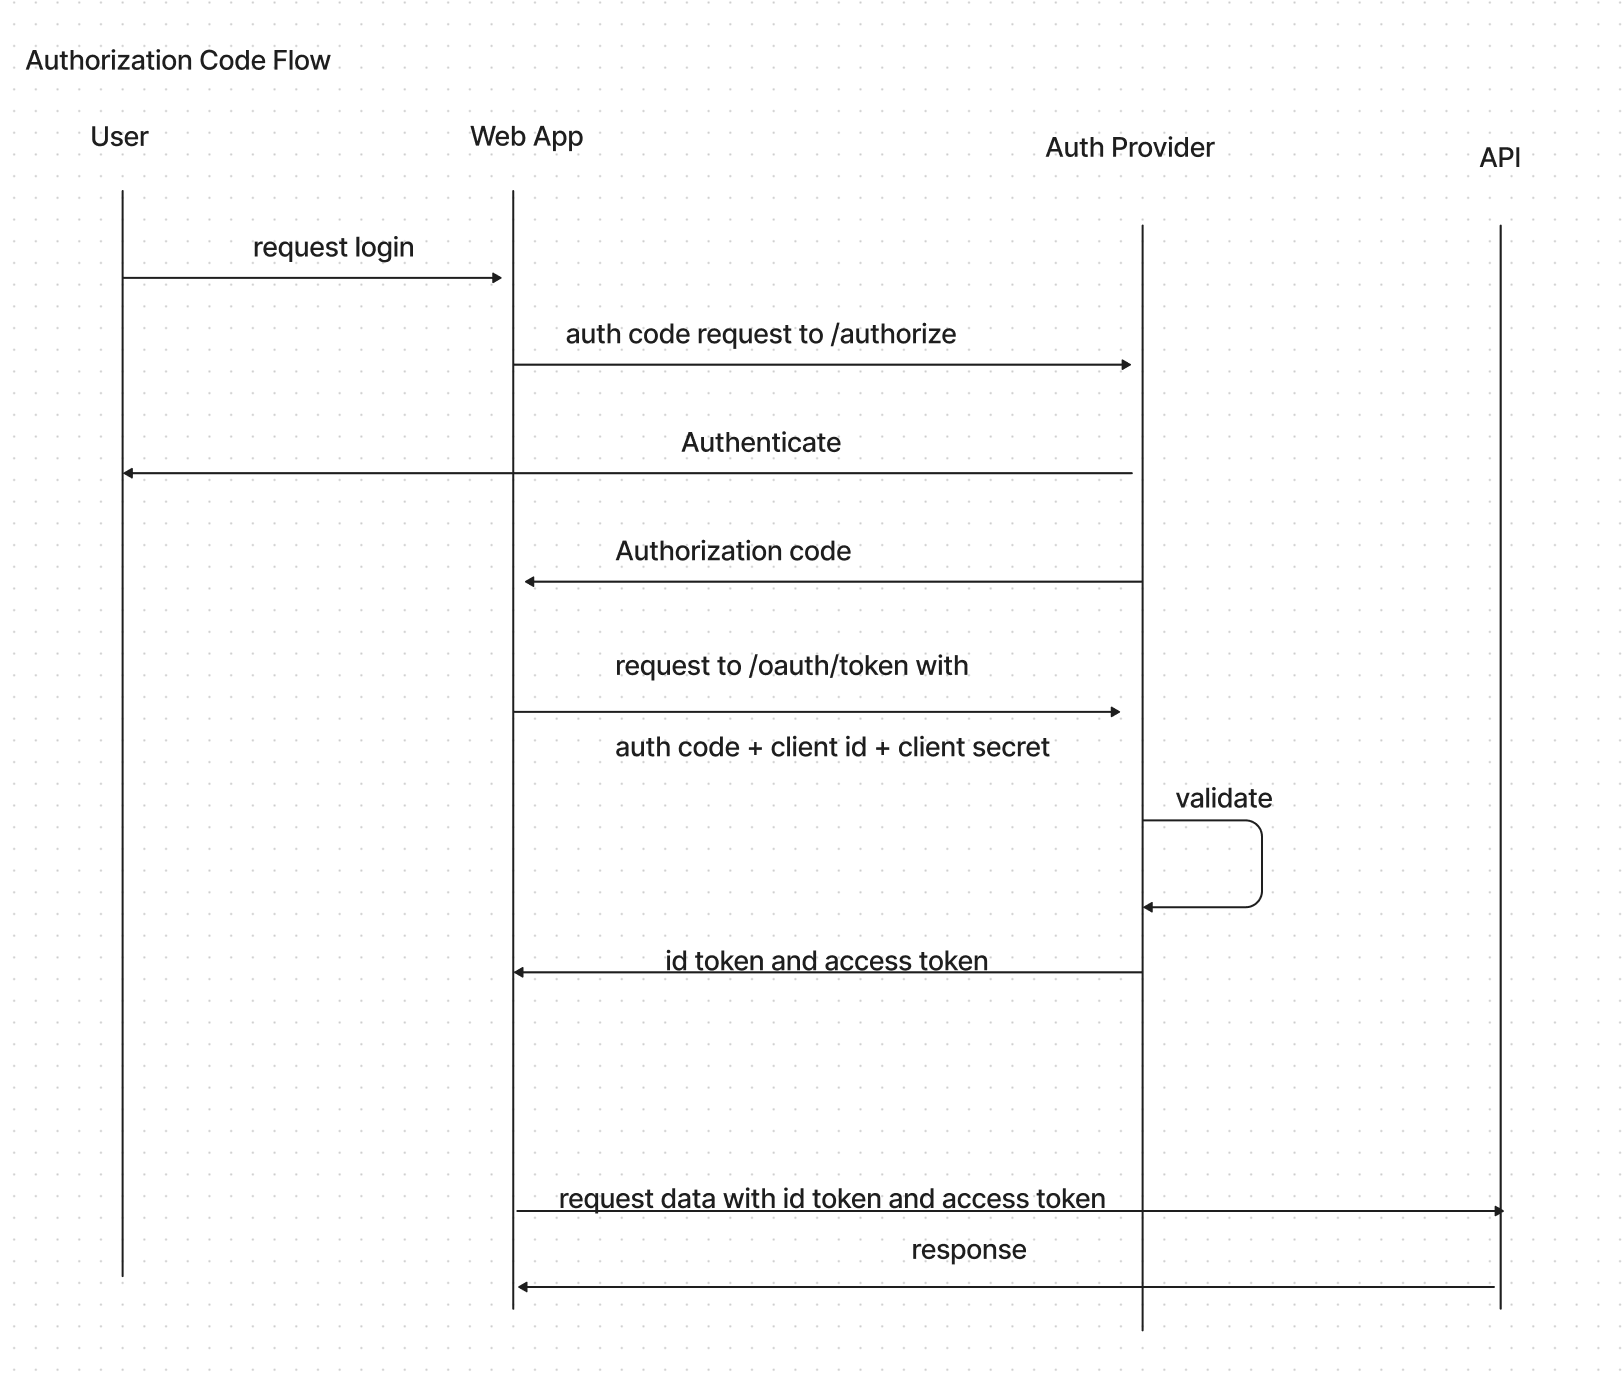 Authorization Code Flow
User
Web App
Auth Provider
API
request login
auth code request to /authorize
Authenticate
Authorization code
request to /oauth/token with
auth code + client id + client secret
validate
id token and access token
request data with id token and access token
response